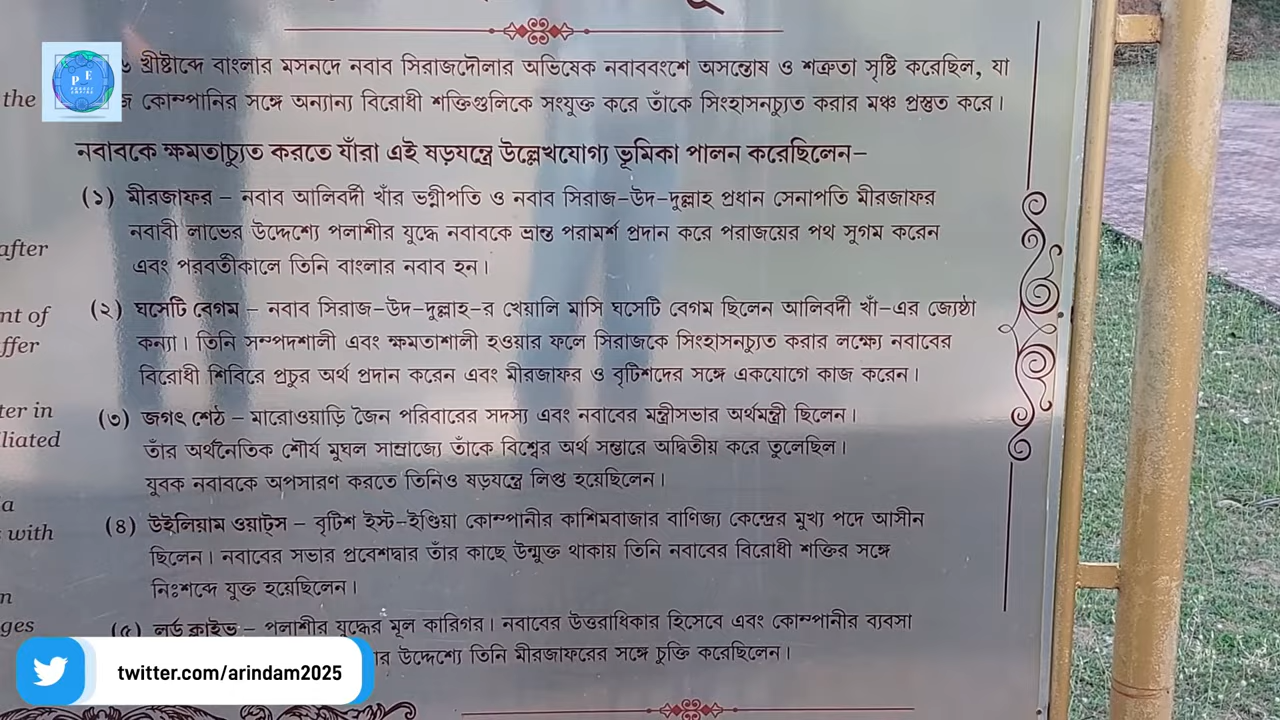 খ্রীষ্টাব্দে বাংলার মসনদে নবাব সিরাজদৌলার অভিষেক নবাববংশে অসন্তোষ ও শত্রুতা সৃষ্টি করেছিল, যা
the
কোম্পানির সঙ্গে অন্যান্য বিরোধী শক্তিগুলিকে সংযুক্ত করে তাঁকে সিংহাসনচ্যুত করার মঞ্চ প্রস্তুত করে।
P E
নবাবকে ক্ষমতাচ্যুত করতে যাঁরা এই ষড়যন্ত্রে উল্লেখযোগ্য ভূমিকা পালন করেছিলেন–
(১) মীরজাফর – নবাব আলিবর্দী খাঁর ভগ্নীপতি ও নবাব সিরাজ-উদ-দুল্লাহ প্রধান সেনাপতি মীরজাফর
নবাবী লাভের উদ্দেশ্যে পলাশীর যুদ্ধে নবাবকে ভ্রান্ত পরামর্শ প্রদান করে পরাজয়ের পথ সুগম করেন
after
এবং পরবর্তীকালে তিনি বাংলার নবাব হন।
nt of
(২) ঘসেটি বেগম – নবাব সিরাজ-উদ-দুল্লাহ-র খেয়ালি মাসি ঘসেটি বেগম ছিলেন আলিবর্দী খাঁ-এর জ্যেষ্ঠা
ffer
কন্যা। তিনি সম্পদশালী এবং ক্ষমতাশালী হওয়ার ফলে সিরাজকে সিংহাসনচ্যুত করার লক্ষ্যে নবাবের
বিরোধী শিবিরে প্রচুর অর্থ প্রদান করেন এবং মীরজাফর ও বৃটিশদের সঙ্গে একযোগে কাজ করেন।
ter in
(৩) জগৎ শেঠ – মারোওয়াড়ি জৈন পরিবারের সদস্য এবং নবাবের মন্ত্রীসভার অর্থমন্ত্রী ছিলেন।
liated
তাঁর অর্থনৈতিক শৌর্য মুঘল সাম্রাজ্যে তাঁকে বিশ্বের অর্থ সম্ভারে অদ্বিতীয় করে তুলেছিল।
যুবক নবাবকে অপসারণ করতে তিনিও ষড়যন্ত্রে লিপ্ত হয়েছিলেন।
a
(৪) উইলিয়াম ওয়াট্স – বৃটিশ ইস্ট-ইণ্ডিয়া কোম্পানীর কাশিমবাজার বাণিজ্য কেন্দ্রের মুখ্য পদে আসীন
with
ছিলেন। নবাবের সভার প্রবেশদ্বার তাঁর কাছে উন্মুক্ত থাকায় তিনি নবাবের বিরোধী শক্তির সঙ্গে
নিঃশব্দে যুক্ত হয়েছিলেন।
n
ges
(৫) লর্ড ক্লাইভ – পলাশীর যুদ্ধের মূল কারিগর। নবাবের উত্তরাধিকার হিসেবে এবং কোম্পানীর ব্যবসা
উদ্দেশ্যে তিনি মীরজাফরের সঙ্গে চুক্তি করেছিলেন।
twitter.com/arindam2025